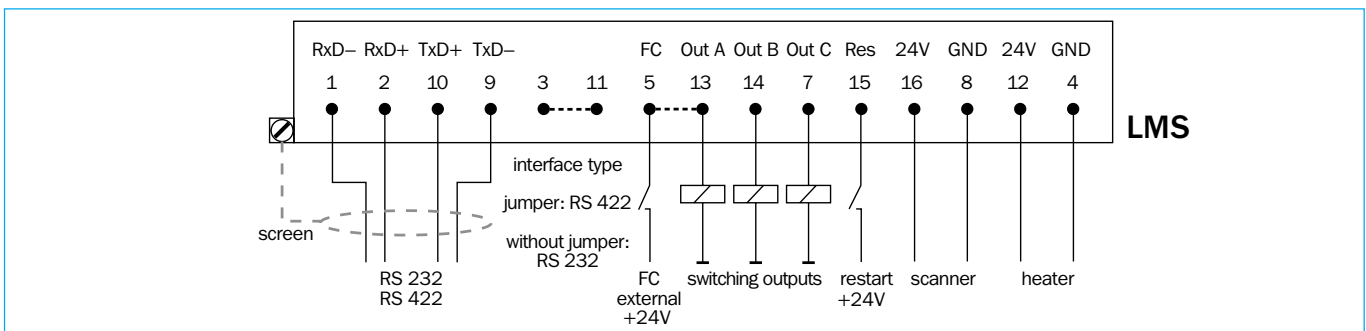 RxD– RxD+ TxD+ TxD– FC Out A Out B Out C Res 24V GND 24V GND
1 2 10 9 3 11 5 13 14 7 15 16 8 12 4
LMS
interface type
jumper: RS 422
without jumper:
RS 232
screen
RS 232
RS 422
FC
external
+24V
switching outputs
restart
+24V
scanner
heater